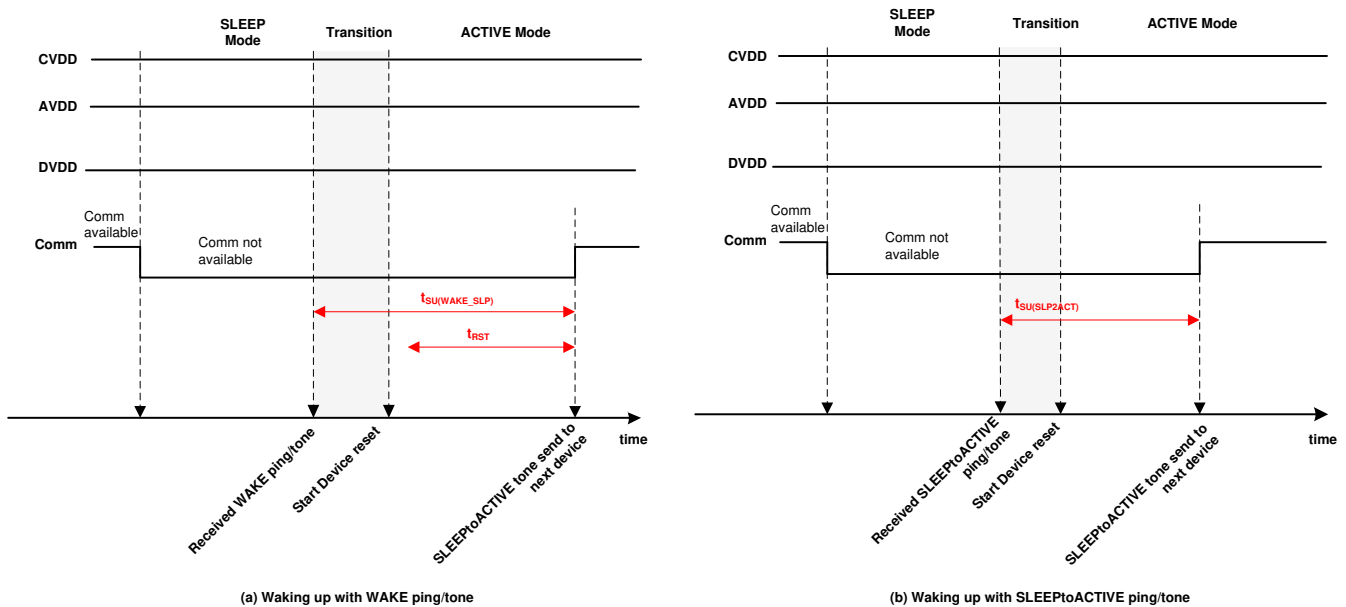 SLEEP
Mode
Transition
ACTIVE Mode
CVDD
AVDD
DVDD
Comm
available
Comm
Comm not
available
tSU(WAKE_SLP)
tRST
time
Received WAKE ping/tone
Start Device reset
SLEEPtoACTIVE tone send to
next device
(a) Waking up with WAKE ping/tone
SLEEP
Mode
Transition
ACTIVE Mode
CVDD
AVDD
DVDD
Comm
available
Comm
Comm not
available
tSU(SLP2ACT)
time
Received SLEEPtoACTIVE
ping/tone
Start Device reset
SLEEPtoACTIVE tone send to
next device
(b) Waking up with SLEEPtoACTIVE ping/tone